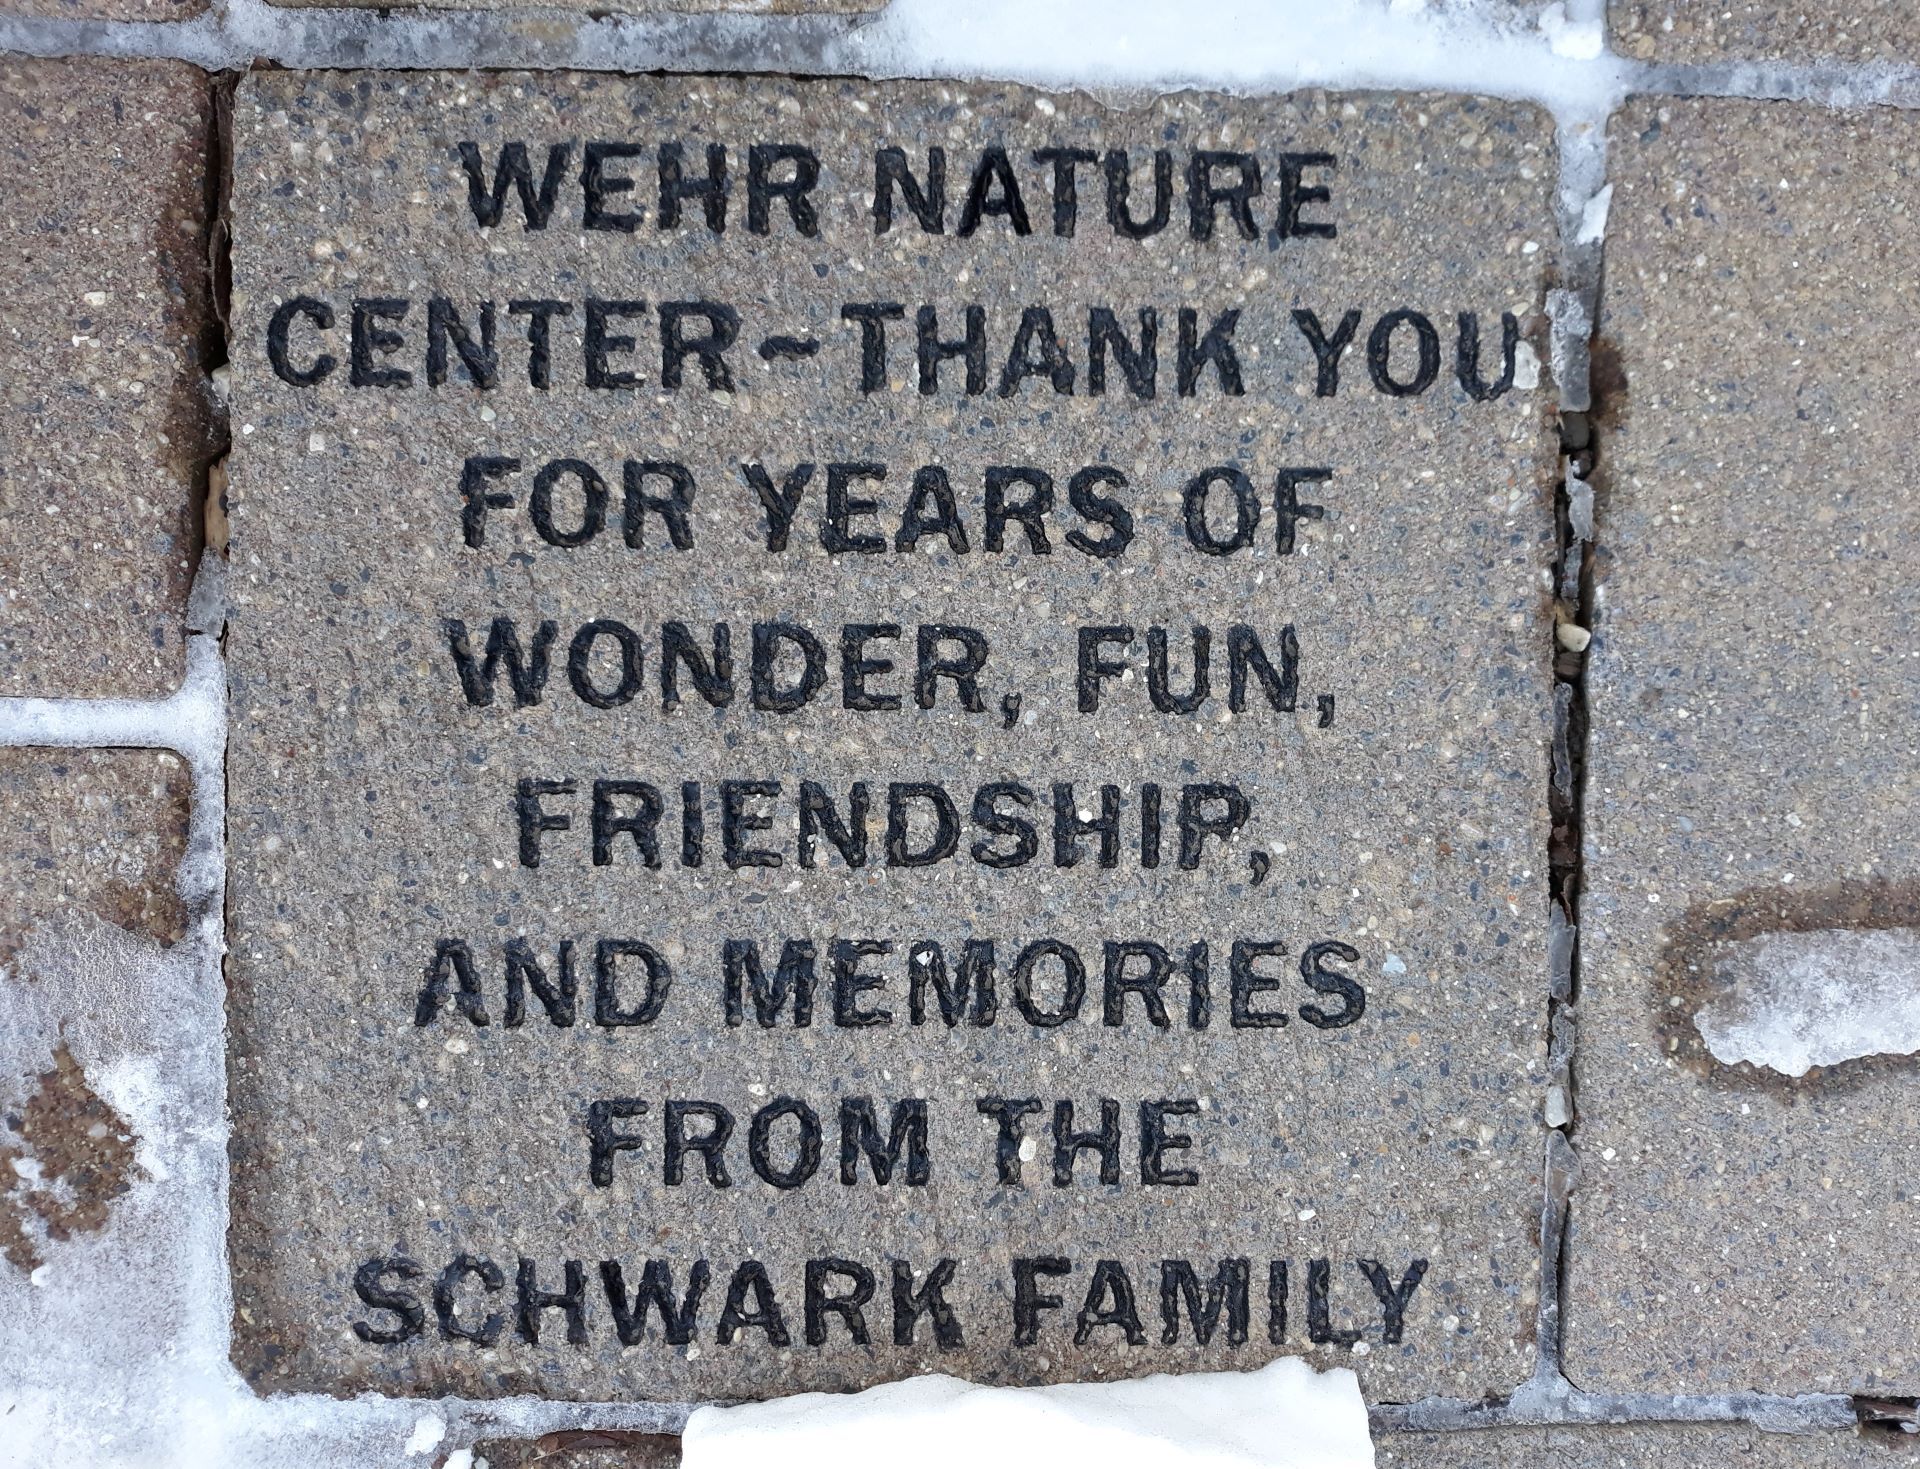 WEHR NATURE
CENTER~THANK YOU
FOR YEARS OF
WONDER, FUN,
FRIENDSHIP,
AND MEMORIES
FROM THE
SCHWARK FAMILY